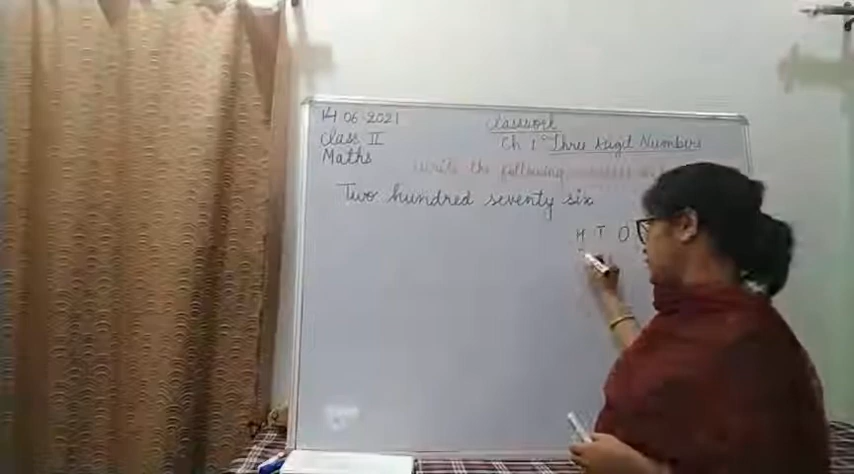 14 06 2021 Classwork
Class II Ch 1 Three Digit Numbers
Maths
Write the following
Two hundred seventy six
H T O